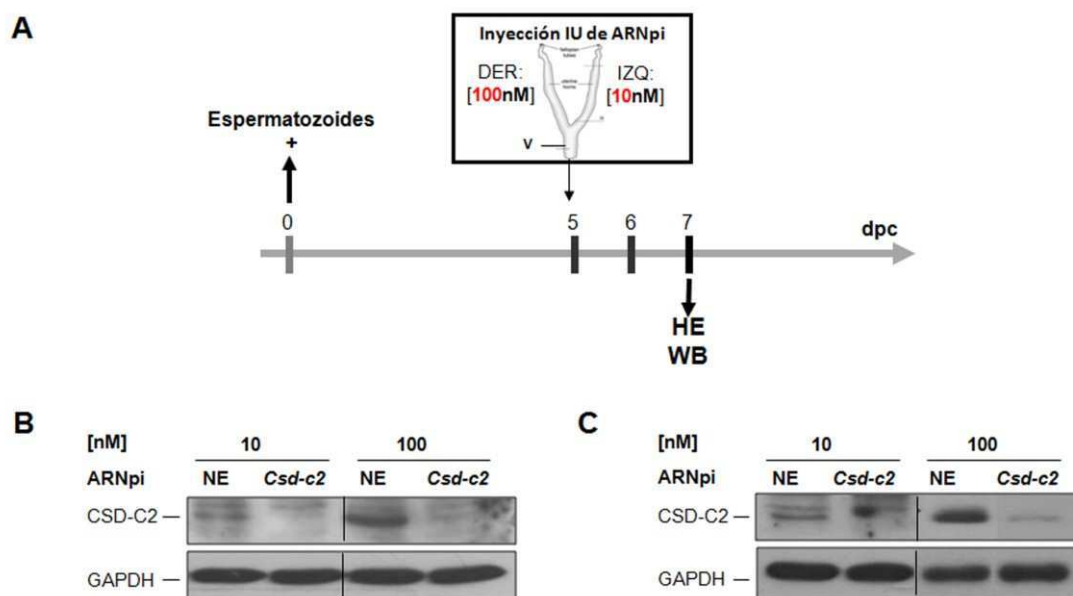 A
Inyección IU de ARNpi
DER:
[100nM]
IZQ:
[10nM]
V
Espermatozoides
+
0
5
6
7
dpc
HE
WB
B
[nM]
10
100
ARNpi
NE
Csd-c2
NE
Csd-c2
CSD-C2
GAPDH
C
[nM]
10
100
ARNpi
NE
Csd-c2
NE
Csd-c2
CSD-C2
GAPDH